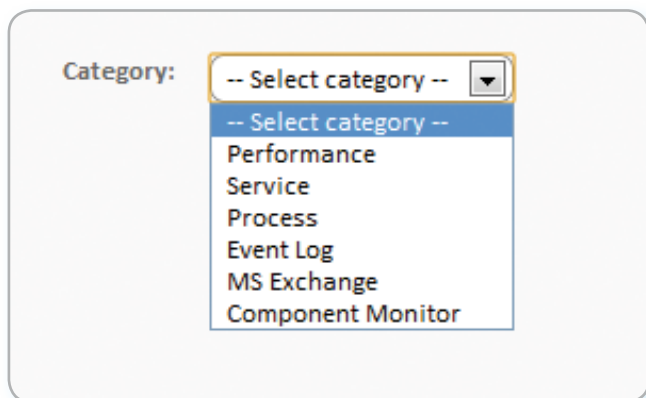 Category:
-- Select category --
-- Select category --
Performance
Service
Process
Event Log
MS Exchange
Component Monitor